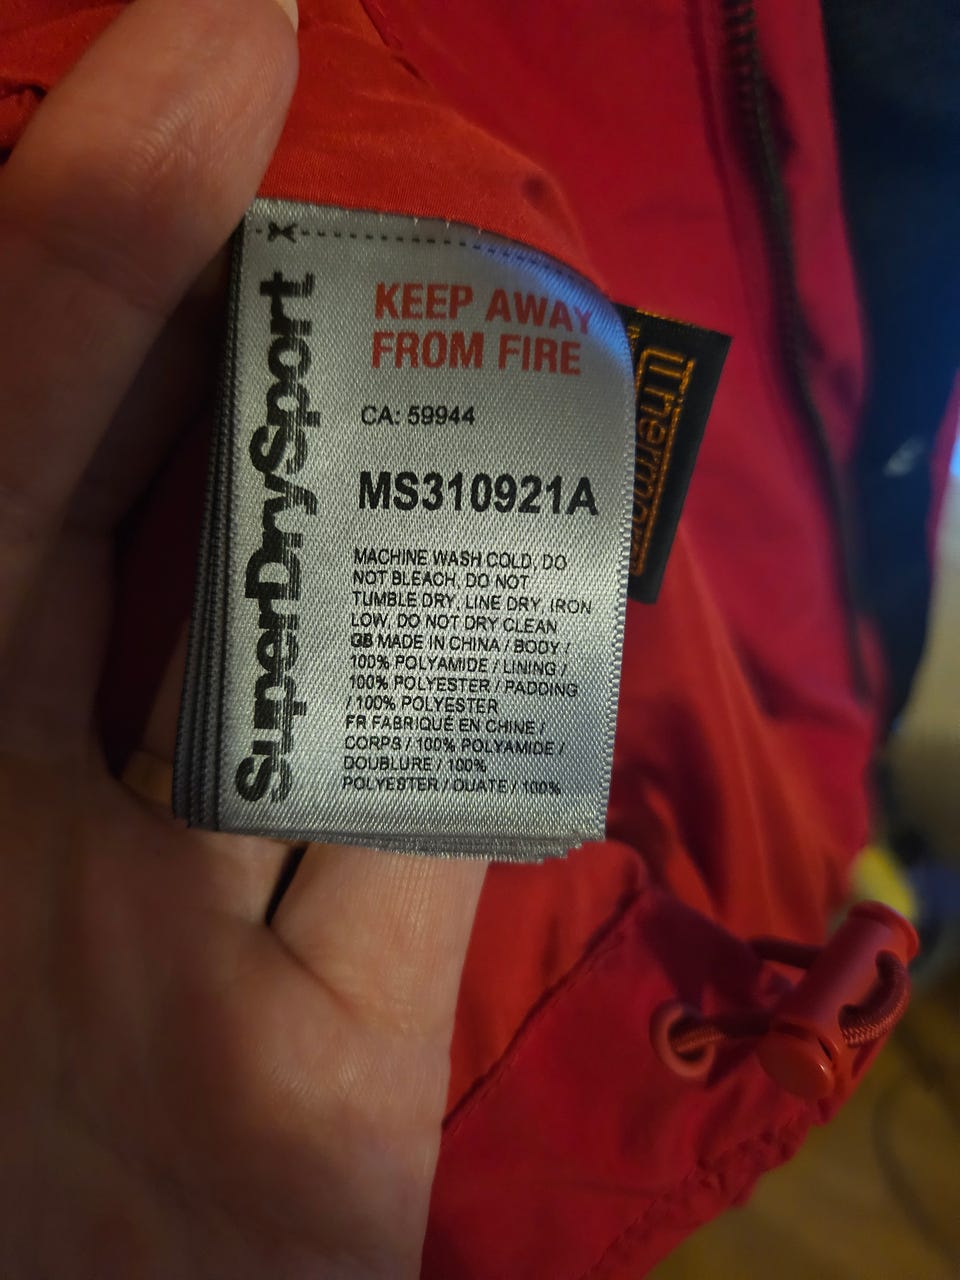 SuperDrySport
KEEP AWAY
FROM FIRE
CA: 59944
MS310921A
MACHINE WASH COLD, DO
NOT BLEACH, DO NOT
TUMBLE DRY, LINE DRY, IRON
LOW, DO NOT DRY CLEAN
GB MADE IN CHINA / BODY /
100% POLYAMIDE / LINING /
100% POLYESTER / PADDING
/ 100% POLYESTER
FR FABRIQUÉ EN CHINE /
CORPS / 100% POLYAMIDE /
DOUBLURE / 100%
POLYESTER / OUATE / 100%